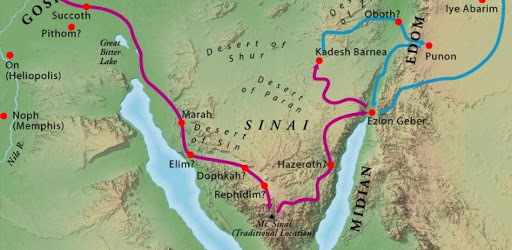 GOS
Succoth
Pithom?
Great
Bitter
Lake
On
(Heliopolis)
Noph
(Memphis)
Nile R.
Marah
Elim?
Dophkah?
Rephidim?
Mt. Sinai
(Traditional Location)
Desert of
Shur
Desert
of
Paran
Desert
of Sin
SINAI
Hazeroth?
MIDIAN
Ezion Geber
Kadesh Barnea
Oboth?
EDOM
Punon
Iye Abarim